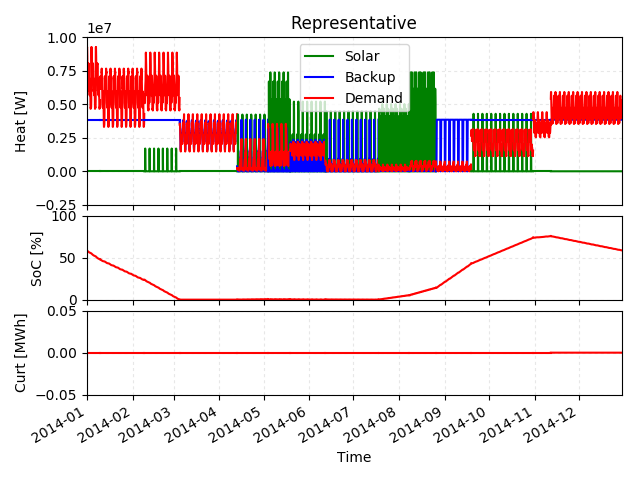 Representative
1e7
1.00
0.75
0.50
0.25
0.00
−0.25
Heat [W]
Solar
Backup
Demand
100
50
0
SoC [%]
0.05
0.00
−0.05
Curt [MWh]
2014-01
2014-02
2014-03
2014-04
2014-05
2014-06
2014-07
2014-08
2014-09
2014-10
2014-11
2014-12
Time